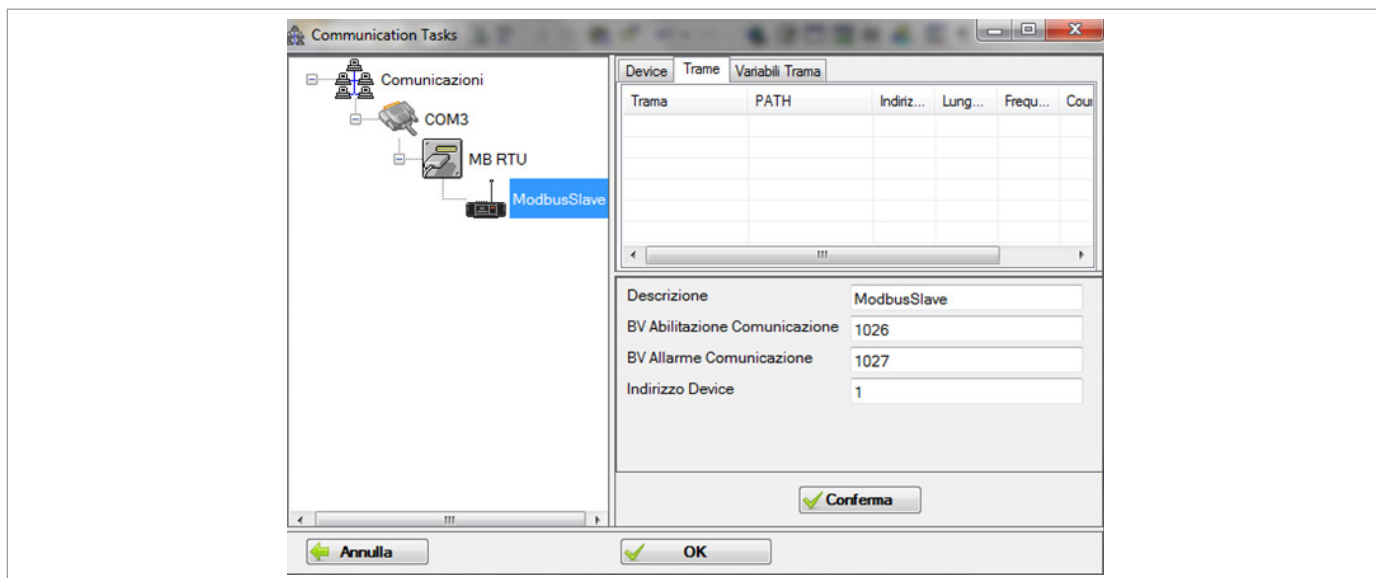 Communication Tasks
Comunicazioni
COM3
MB RTU
ModbusSlave
Device Trame Variabili Trama
Trama PATH Indiriz... Lung... Frequ... Cour
Descrizione ModbusSlave
BV Abilitazione Comunicazione 1026
BV Allarme Comunicazione 1027
Indirizzo Device 1
Conferma
Annulla OK